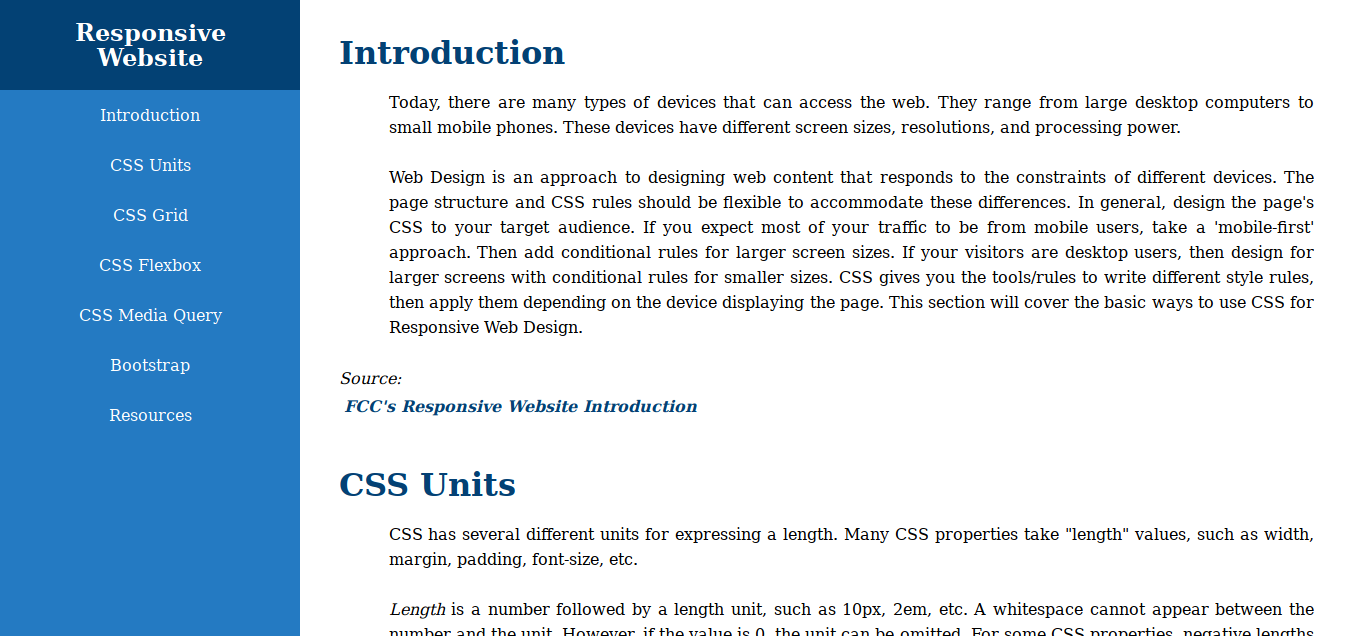 Responsive
Website
Introduction
CSS Units
CSS Grid
CSS Flexbox
CSS Media Query
Bootstrap
Resources
Introduction
Today, there are many types of devices that can access the web. They range from large desktop computers to
small mobile phones. These devices have different screen sizes, resolutions, and processing power.
Web Design is an approach to designing web content that responds to the constraints of different devices. The
page structure and CSS rules should be flexible to accommodate these differences. In general, design the page's
CSS to your target audience. If you expect most of your traffic to be from mobile users, take a 'mobile-first'
approach. Then add conditional rules for larger screen sizes. If your visitors are desktop users, then design for
larger screens with conditional rules for smaller sizes. CSS gives you the tools/rules to write different style rules,
then apply them depending on the device displaying the page. This section will cover the basic ways to use CSS for
Responsive Web Design.
Source:
FCC's Responsive Website Introduction
CSS Units
CSS has several different units for expressing a length. Many CSS properties take "length" values, such as width,
margin, padding, font-size, etc.
Length is a number followed by a length unit, such as 10px, 2em, etc. A whitespace cannot appear between the
number and the unit. However, if the value is 0, the unit can be omitted. For some CSS properties, negative lengths